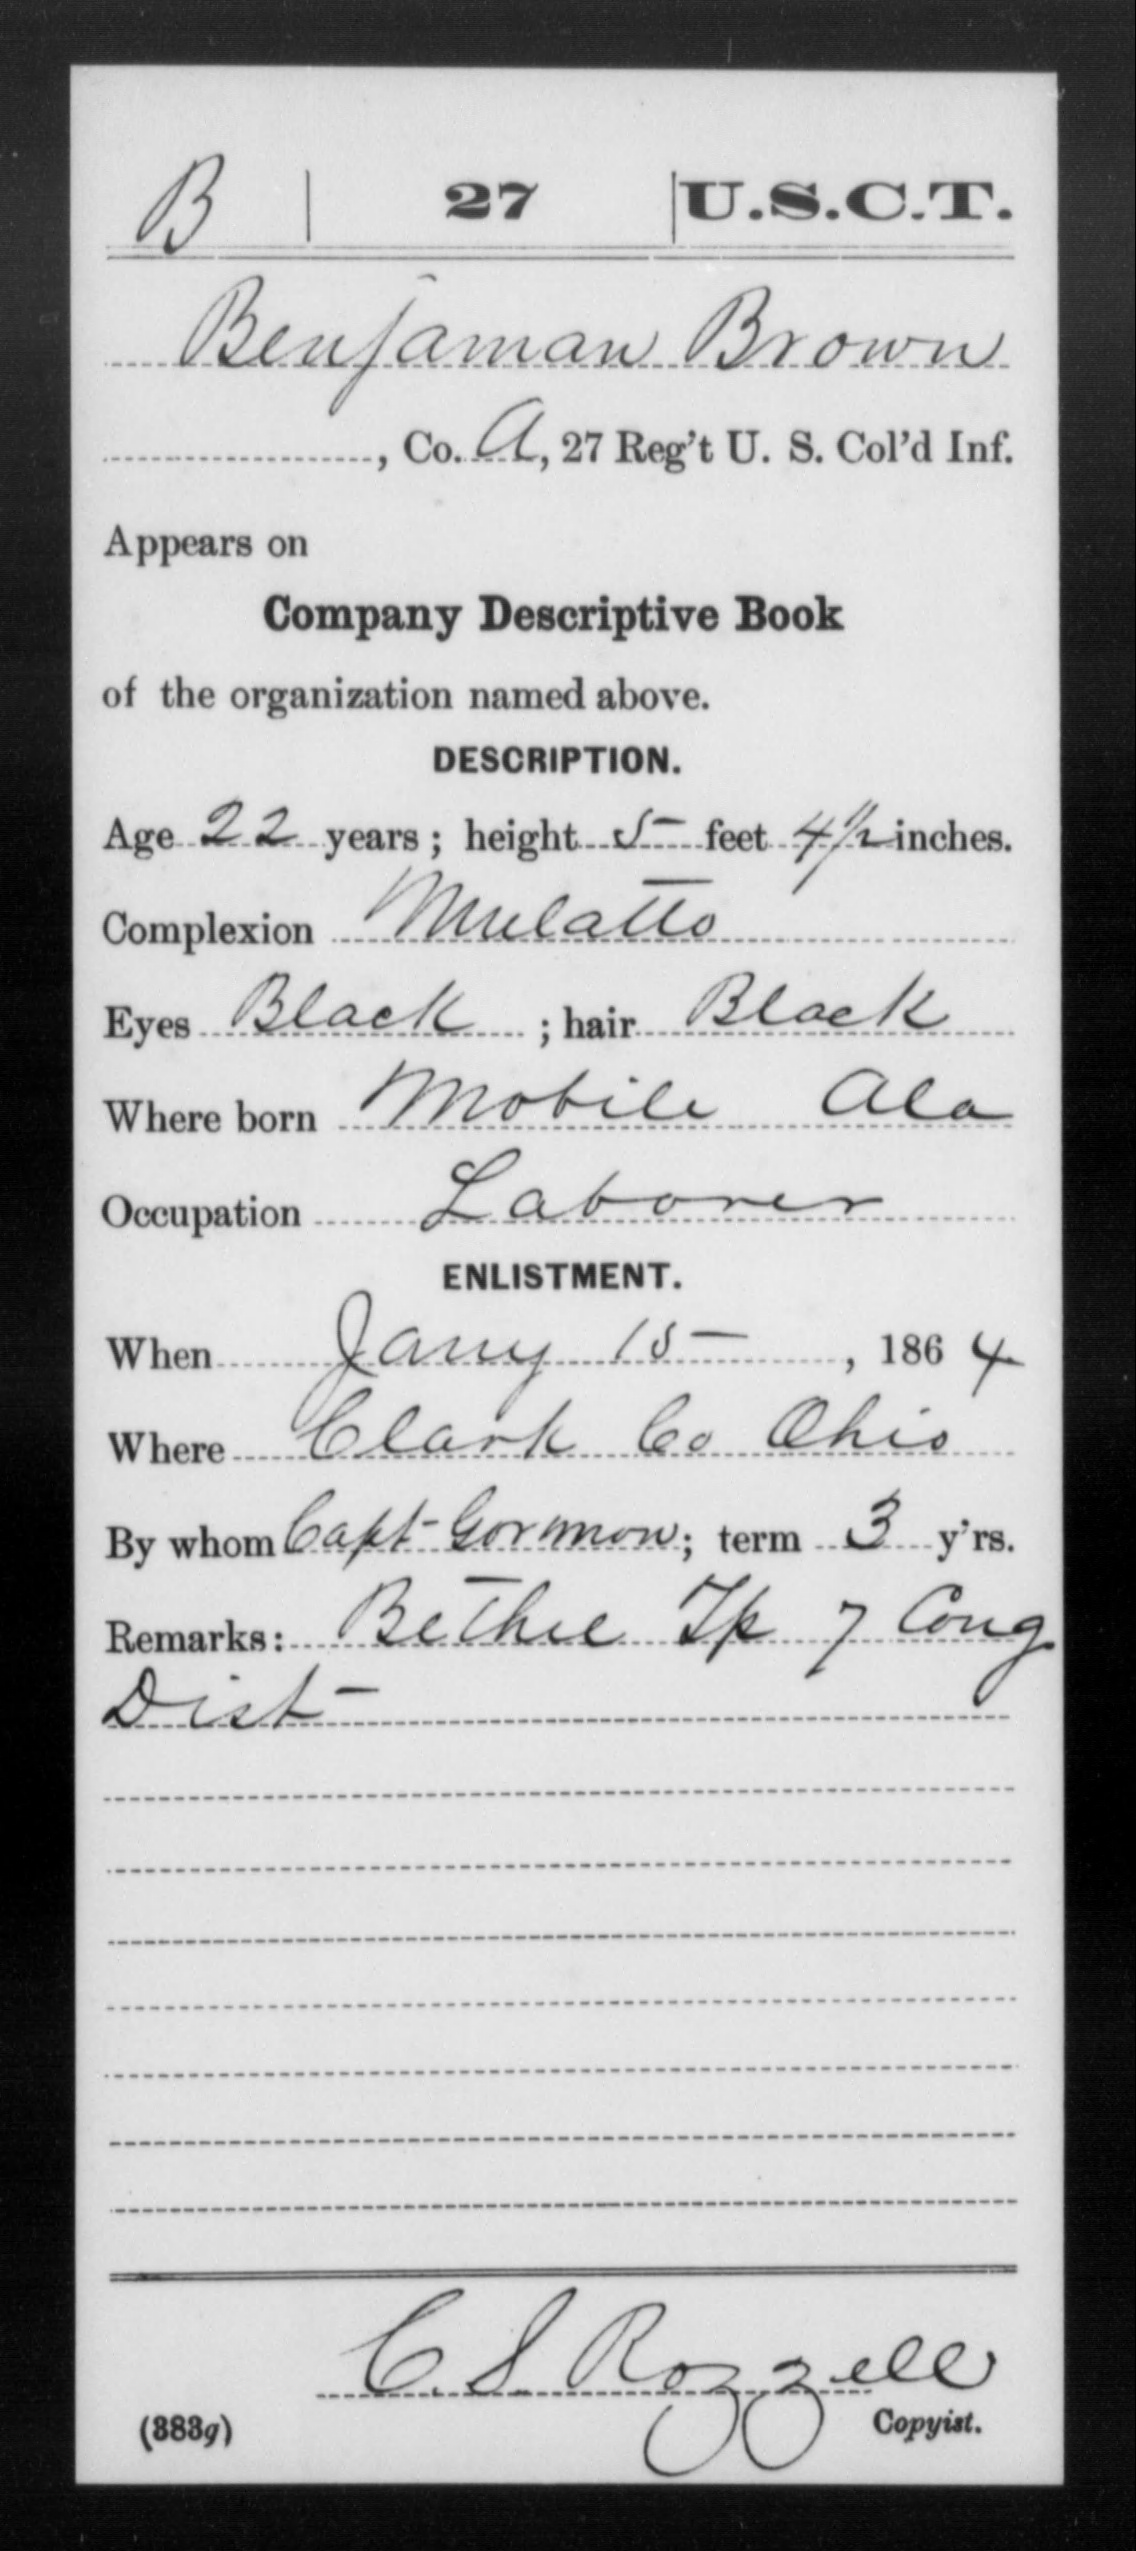 B | 27 | U.S.C.T.
Benjaman Brown
, Co. A, 27 Reg't U. S. Col'd Inf.
Appears on
Company Descriptive Book
of the organization named above.
DESCRIPTION.
Age 22 years; height 5 feet 4½ inches.
Complexion Mulatto
Eyes Black; hair Black
Where born Mobile Ala
Occupation Laborer
ENLISTMENT.
When Jany 15, 1864
Where Clark Co Ohio
By whom Capt Gormon; term 3 y'rs.
Remarks: Bethel Tp 7 Cong
Dist
C. S. Rozzell
(383g) Copyist.